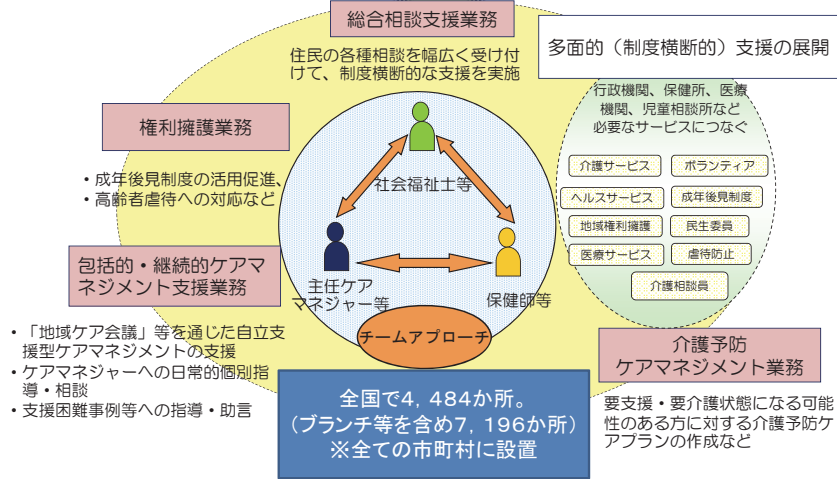 総合相談支援業務
住民の各種相談を幅広く受け付
けて、制度横断的な支援を実施
多面的（制度横断的）支援の展開
行政機関、保健所、医療
機関、児童相談所など
必要なサービスにつなぐ
介護サービス
ボランティア
ヘルスサービス
成年後見制度
地域権利擁護
民生委員
医療サービス
虐待防止
介護相談員
権利擁護業務
・成年後見制度の活用促進、
・高齢者虐待への対応など
社会福祉士等
主任ケア
マネジャー等
保健師等
チームアプローチ
包括的・継続的ケアマ
ネジメント支援業務
・「地域ケア会議」等を通じた自立支
援型ケアマネジメントの支援
・ケアマネジャーへの日常的個別指
導・相談
・支援困難事例等への指導・助言
全国で4,484か所。
（ブランチ等を含め7,196か所）
※全ての市町村に設置
介護予防
ケアマネジメント業務
要支援・要介護状態になる可能
性のある方に対する介護予防ケ
アプランの作成など